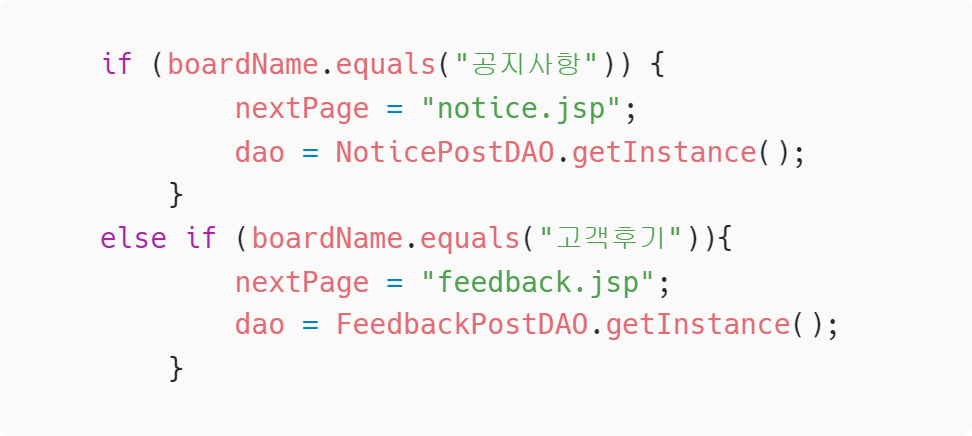 if (boardName.equals("공지사항")) {
nextPage = "notice.jsp";
dao = NoticePostDAO.getInstance();
}
else if (boardName.equals("고객후기")){
nextPage = "feedback.jsp";
dao = FeedbackPostDAO.getInstance();
}